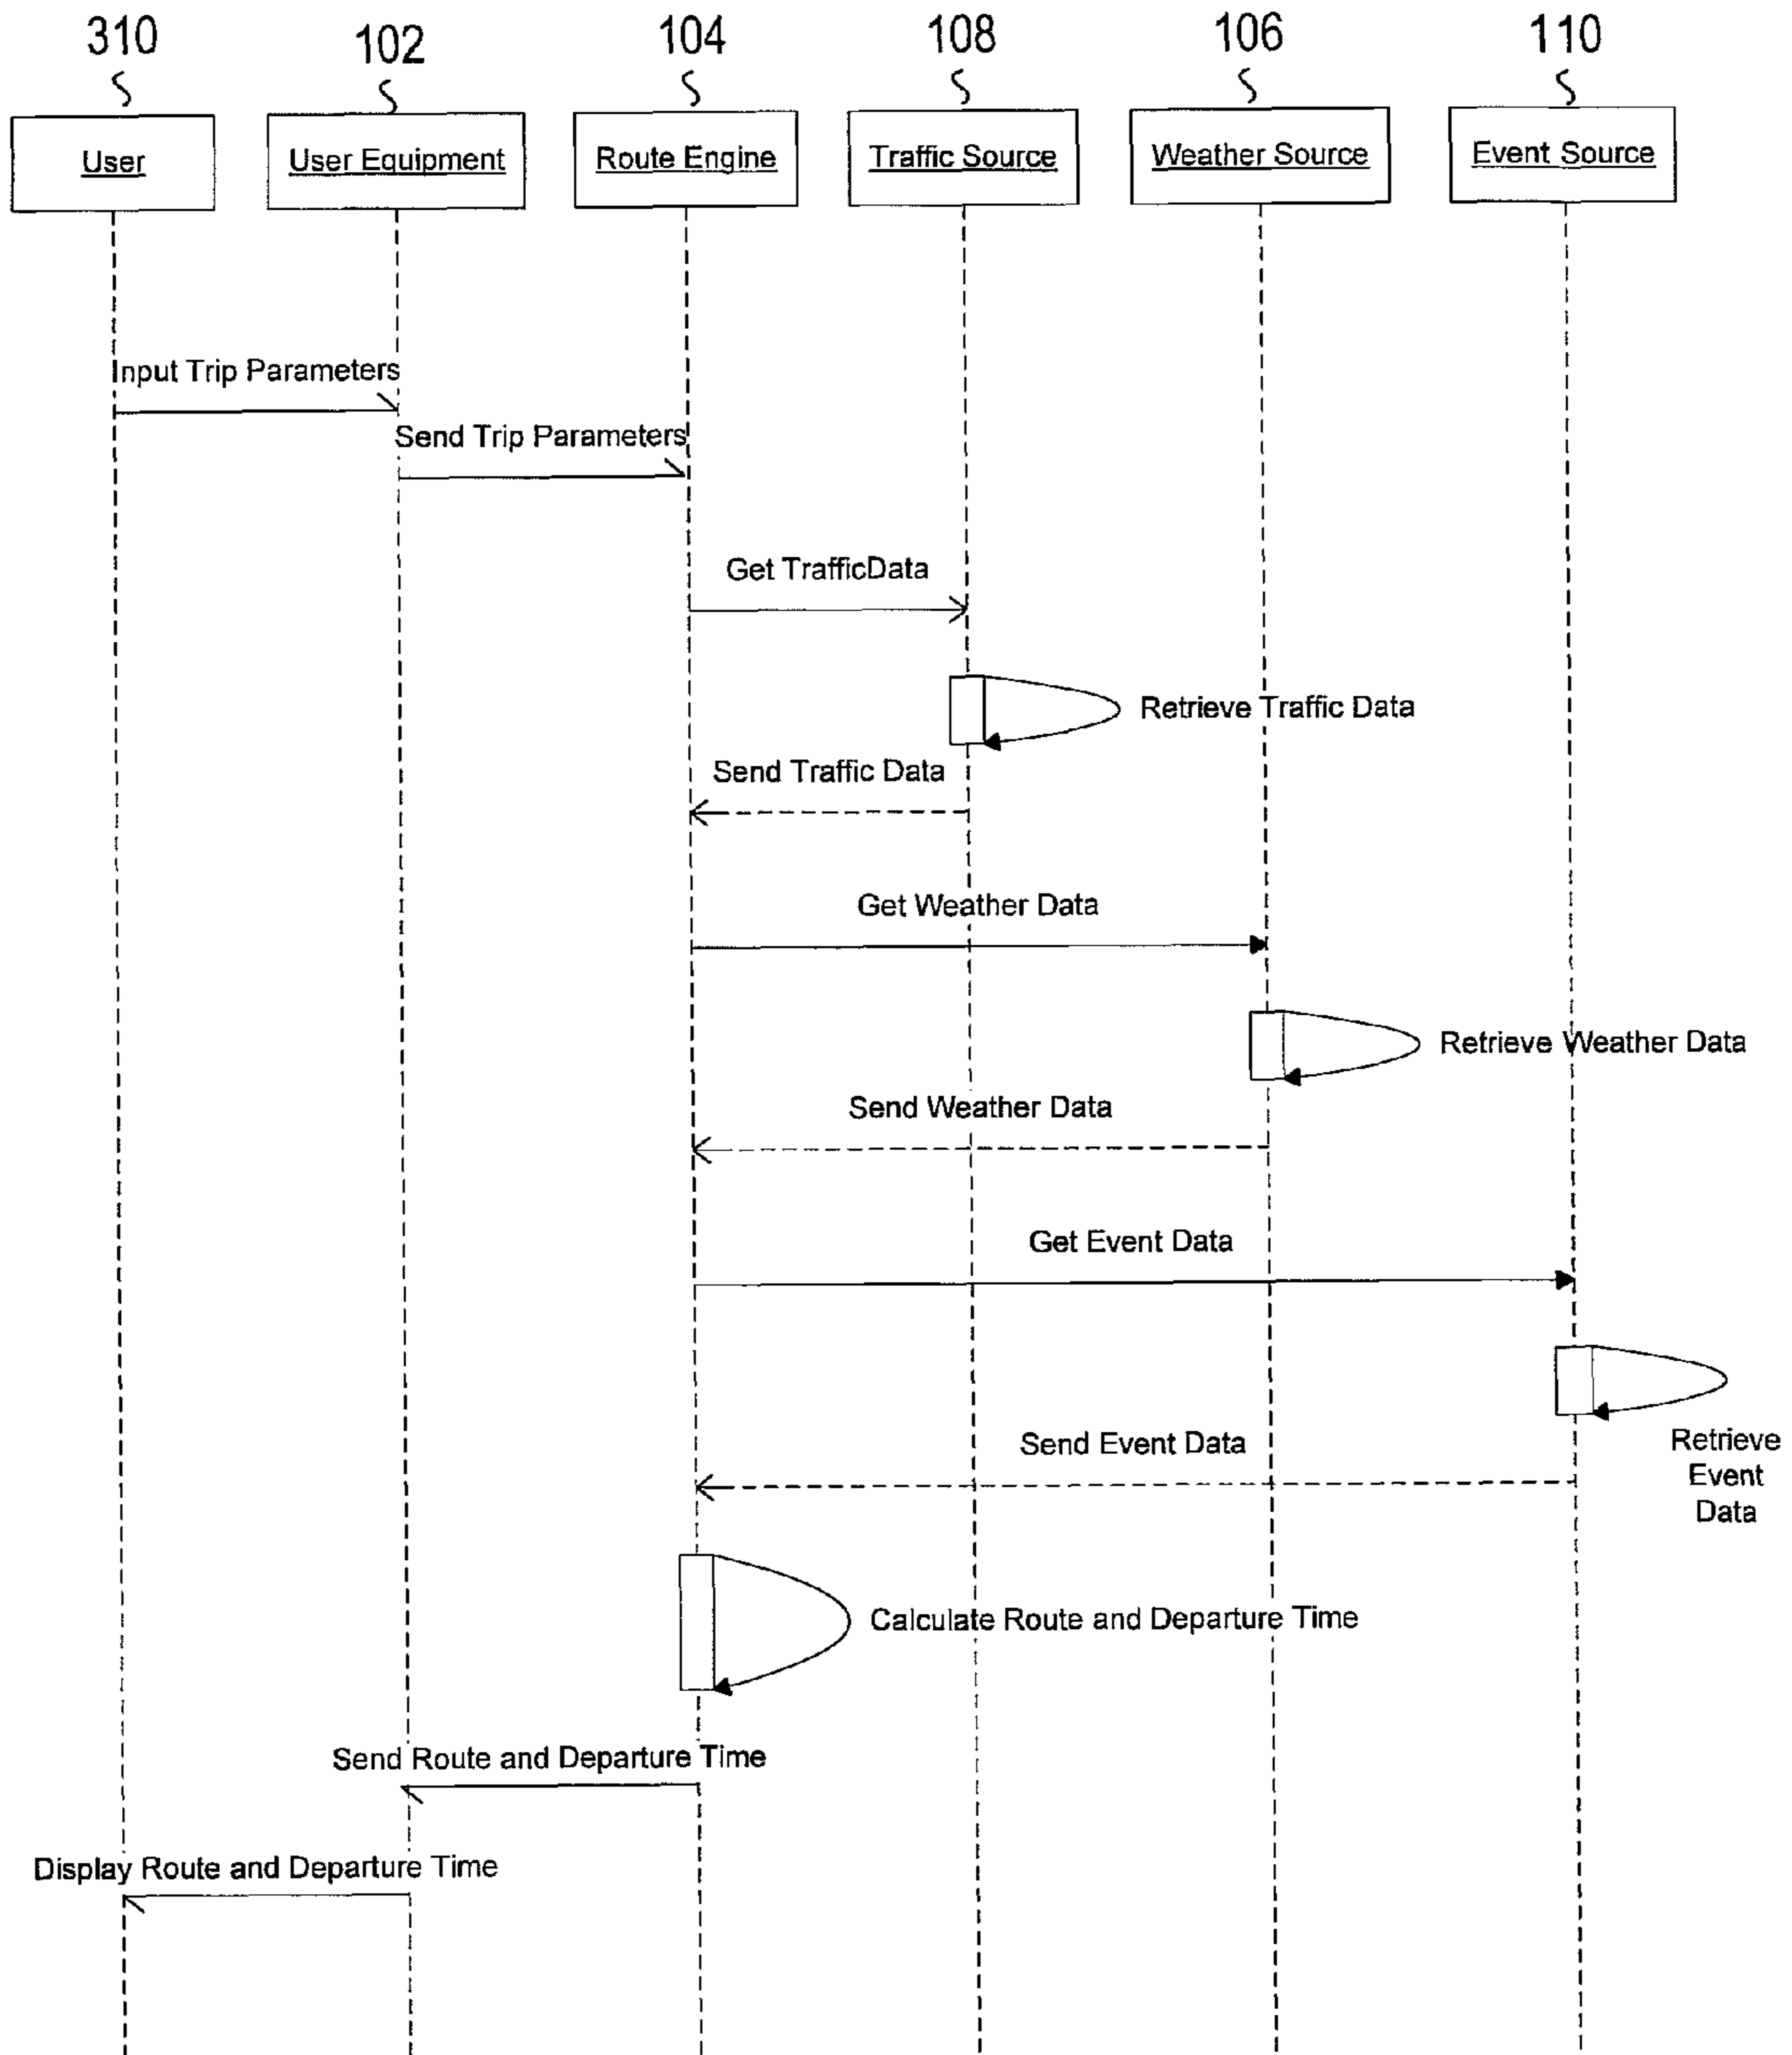 310
102
104
108
106
110
User
User Equipment
Route Engine
Traffic Source
Weather Source
Event Source
Input Trip Parameters
Send Trip Parameters
Get TrafficData
Retrieve Traffic Data
Send Traffic Data
Get Weather Data
Retrieve Weather Data
Send Weather Data
Get Event Data
Retrieve
Event
Data
Send Event Data
Calculate Route and Departure Time
Send Route and Departure Time
Display Route and Departure Time